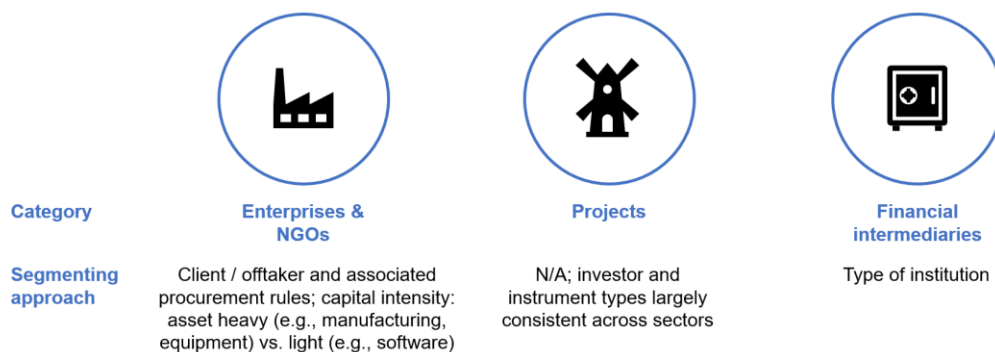 Category
Enterprises &
NGOs
Projects
Financial
intermediaries
Segmenting
approach
Client / offtaker and associated
procurement rules; capital intensity:
asset heavy (e.g., manufacturing,
equipment) vs. light (e.g., software)
N/A; investor and
instrument types largely
consistent across sectors
Type of institution